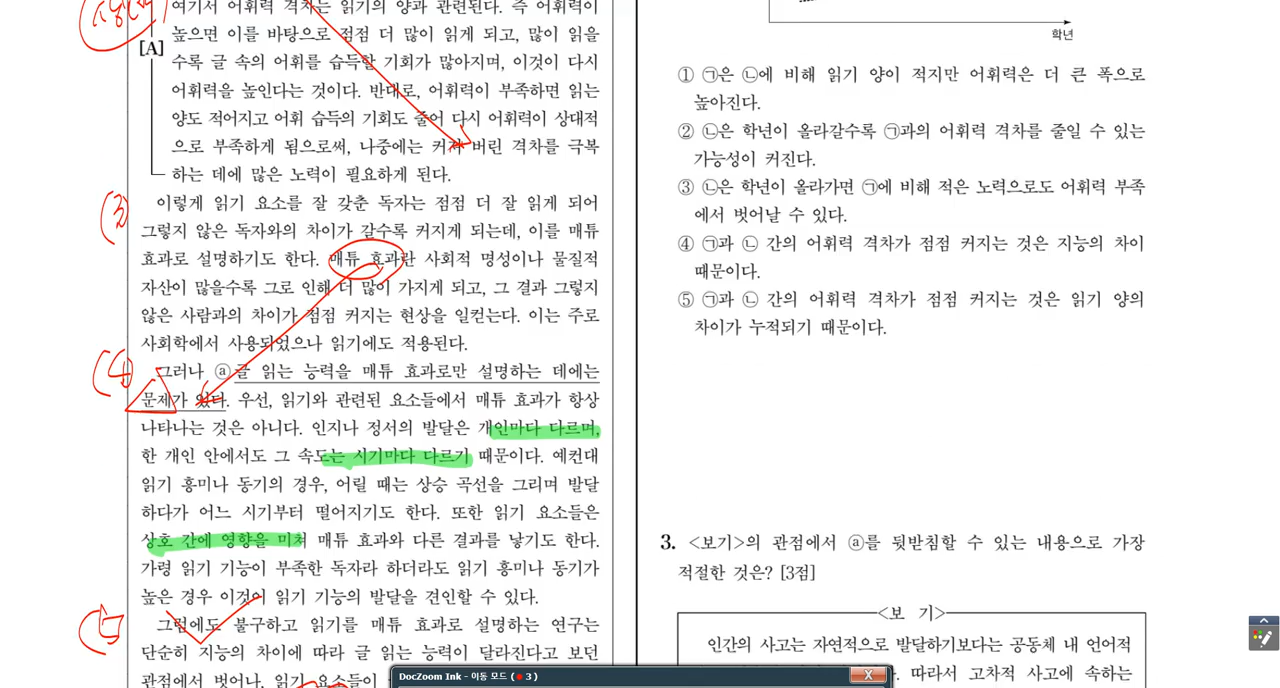 여기서 어휘력 격차는 읽기의 양과 관련된다. 즉 어휘력이
높으면 이를 바탕으로 점점 더 많이 읽게 되고, 많이 읽을
[A]
수록 글 속의 어휘를 습득할 기회가 많아지며, 이것이 다시
어휘력을 높인다는 것이다. 반대로, 어휘력이 부족하면 읽는
양도 적어지고 어휘 습득의 기회도 줄어 다시 어휘력이 상대적
으로 부족하게 됨으로써, 나중에는 커져 버린 격차를 극복
하는 데에 많은 노력이 필요하게 된다.
(3)
이렇게 읽기 요소를 잘 갖춘 독자는 점점 더 잘 읽게 되어
그렇지 않은 독자와의 차이가 갈수록 커지게 되는데, 이를 매튜
효과로 설명하기도 한다. 매튜 효과란 사회적 명성이나 물질적
자산이 많을수록 그로 인해 더 많이 가지게 되고, 그 결과 그렇지
않은 사람과의 차이가 점점 커지는 현상을 일컫는다. 이는 주로
사회학에서 사용되었으나 읽기에도 적용된다.
(4)
그러나 ⓐ글 읽는 능력을 매튜 효과로만 설명하는 데에는
문제가 있다. 우선, 읽기와 관련된 요소들에서 매튜 효과가 항상
나타나는 것은 아니다. 인지나 정서의 발달은 개인마다 다르며,
한 개인 안에서도 그 속도는 시기마다 다르기 때문이다. 예컨대
읽기 흥미나 동기의 경우, 어릴 때는 상승 곡선을 그리며 발달
하다가 어느 시기부터 떨어지기도 한다. 또한 읽기 요소들은
상호 간에 영향을 미쳐 매튜 효과와 다른 결과를 낳기도 한다.
가령 읽기 기능이 부족한 독자라 하더라도 읽기 흥미나 동기가
높은 경우 이것이 읽기 기능의 발달을 견인할 수 있다.
(5)
그럼에도 불구하고 읽기를 매튜 효과로 설명하는 연구는
단순히 지능의 차이에 따라 글 읽는 능력이 달라진다고 보던
관점에서 벗어나, 읽기 요소들이
학년
① ㉠은 ㉡에 비해 읽기 양이 적지만 어휘력은 더 큰 폭으로
높아진다.
② ㉡은 학년이 올라갈수록 ㉠과의 어휘력 격차를 줄일 수 있는
가능성이 커진다.
③ ㉡은 학년이 올라가면 ㉠에 비해 적은 노력으로도 어휘력 부족
에서 벗어날 수 있다.
④ ㉠과 ㉡ 간의 어휘력 격차가 점점 커지는 것은 지능의 차이
때문이다.
⑤ ㉠과 ㉡ 간의 어휘력 격차가 점점 커지는 것은 읽기 양의
차이가 누적되기 때문이다.
3. <보기>의 관점에서 ⓐ를 뒷받침할 수 있는 내용으로 가장
적절한 것은? [3점]
<보 기>
인간의 사고는 자연적으로 발달하기보다는 공동체 내 언어적
따라서 고차적 사고에 속하는
DocZoom Ink - 이동 모드 ( 3 )